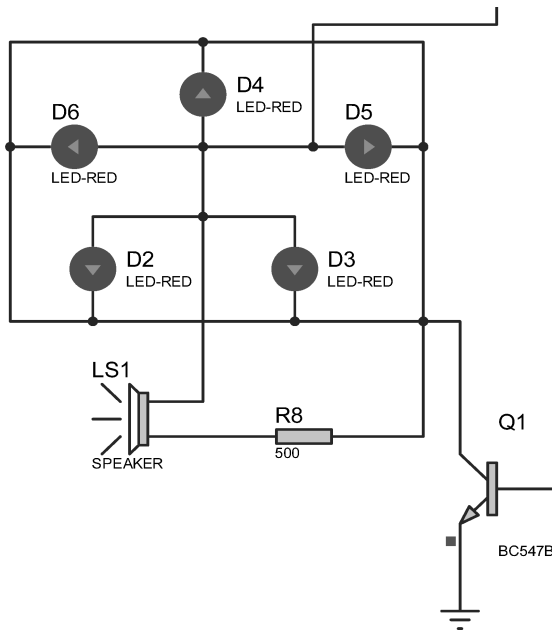 D4
LED-RED
D6
LED-RED
D5
LED-RED
D2
LED-RED
D3
LED-RED
LS1
SPEAKER
R8
500
Q1
BC547B